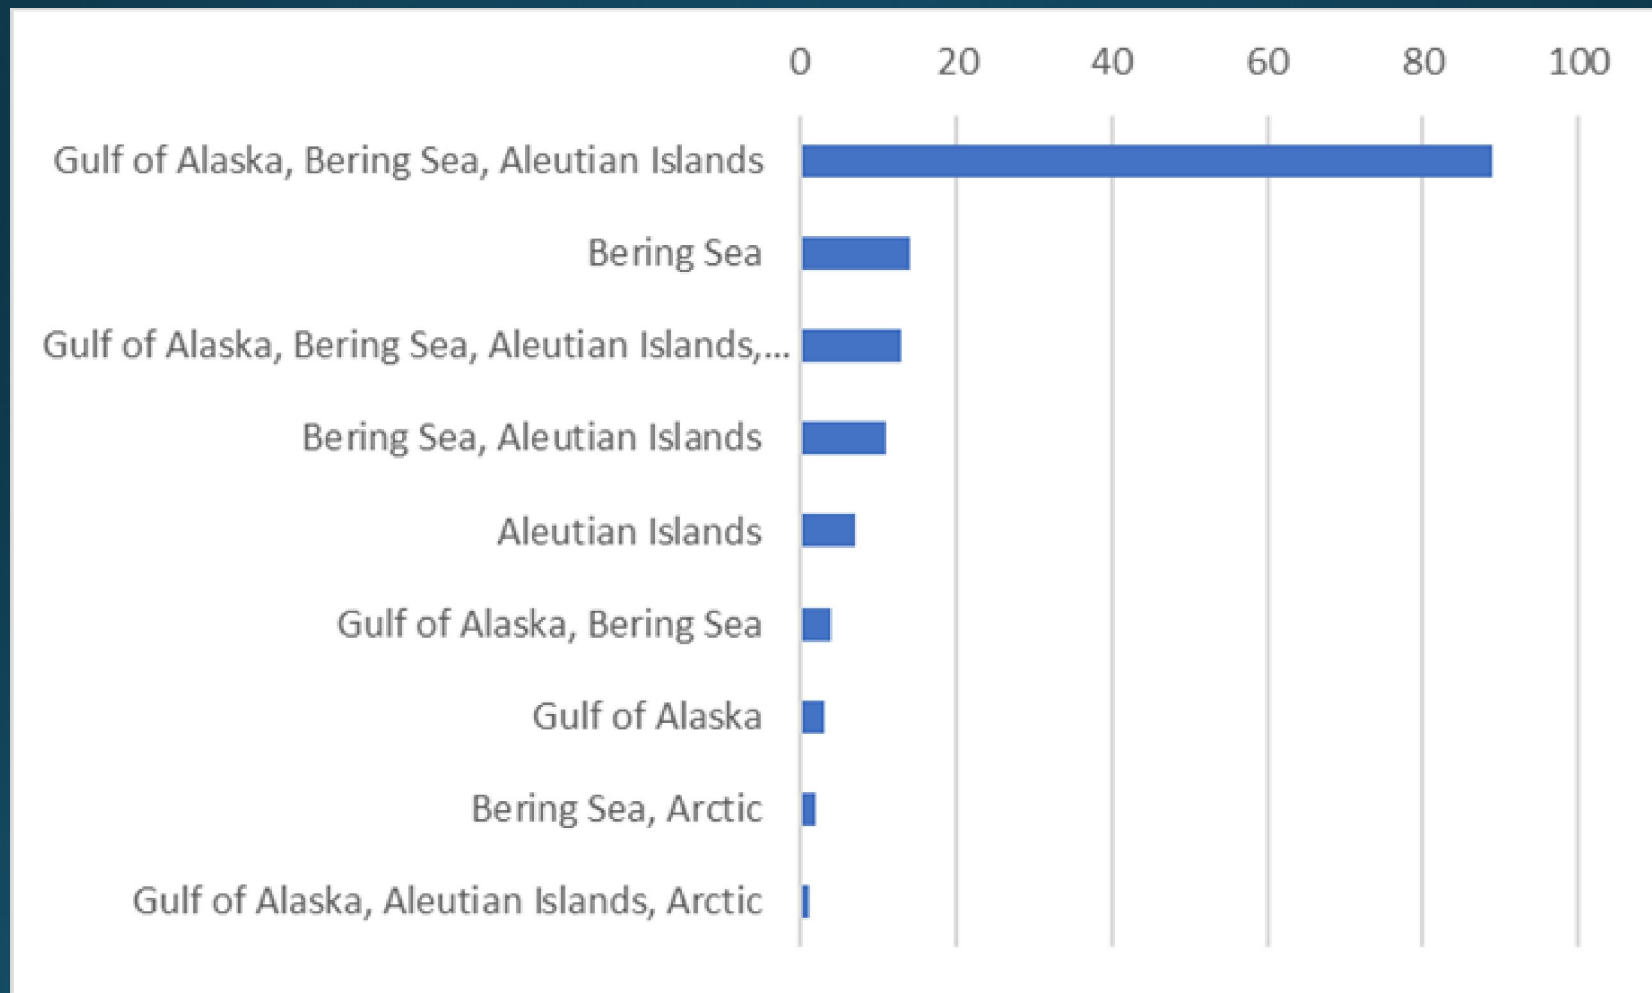 0 20 40 60 80 100
Gulf of Alaska, Bering Sea, Aleutian Islands
Bering Sea
Gulf of Alaska, Bering Sea, Aleutian Islands,...
Bering Sea, Aleutian Islands
Aleutian Islands
Gulf of Alaska, Bering Sea
Gulf of Alaska
Bering Sea, Arctic
Gulf of Alaska, Aleutian Islands, Arctic